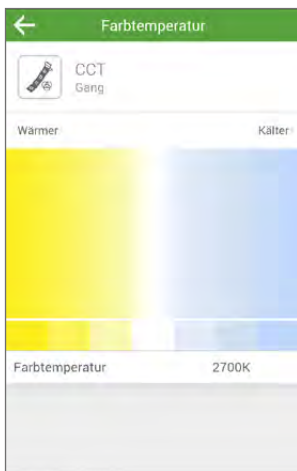 Farbtemperatur
CCT
Gang
Wärmer Kälter
Farbtemperatur 2700K